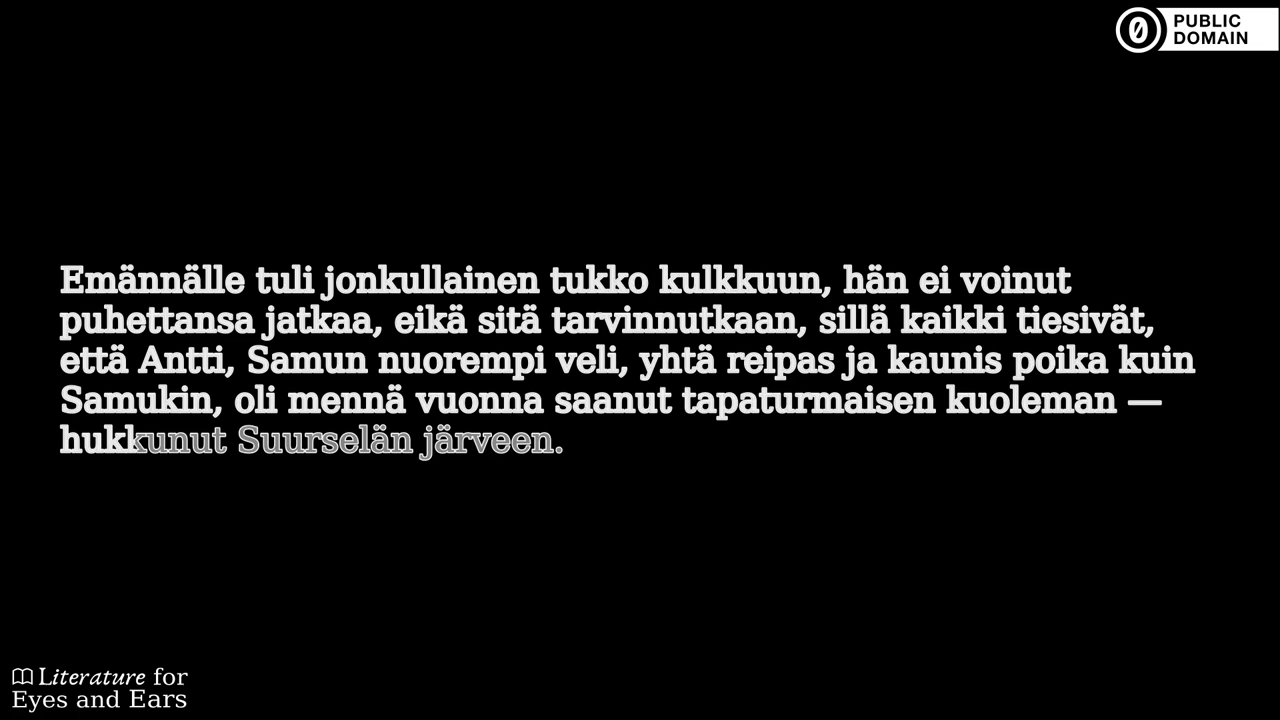 PUBLIC
DOMAIN
Emännälle tuli jonkullainen tukko kulkkuun, hän ei voinut
puhettansa jatkaa, eikä sitä tarvinnutkaan, sillä kaikki tiesivät,
että Antti, Samun nuorempi veli, yhtä reipas ja kaunis poika kuin
Samukin, oli mennä vuonna saanut tapaturmaisen kuoleman —
hukkunut Suurselän järveen.
Literature for
Eyes and Ears